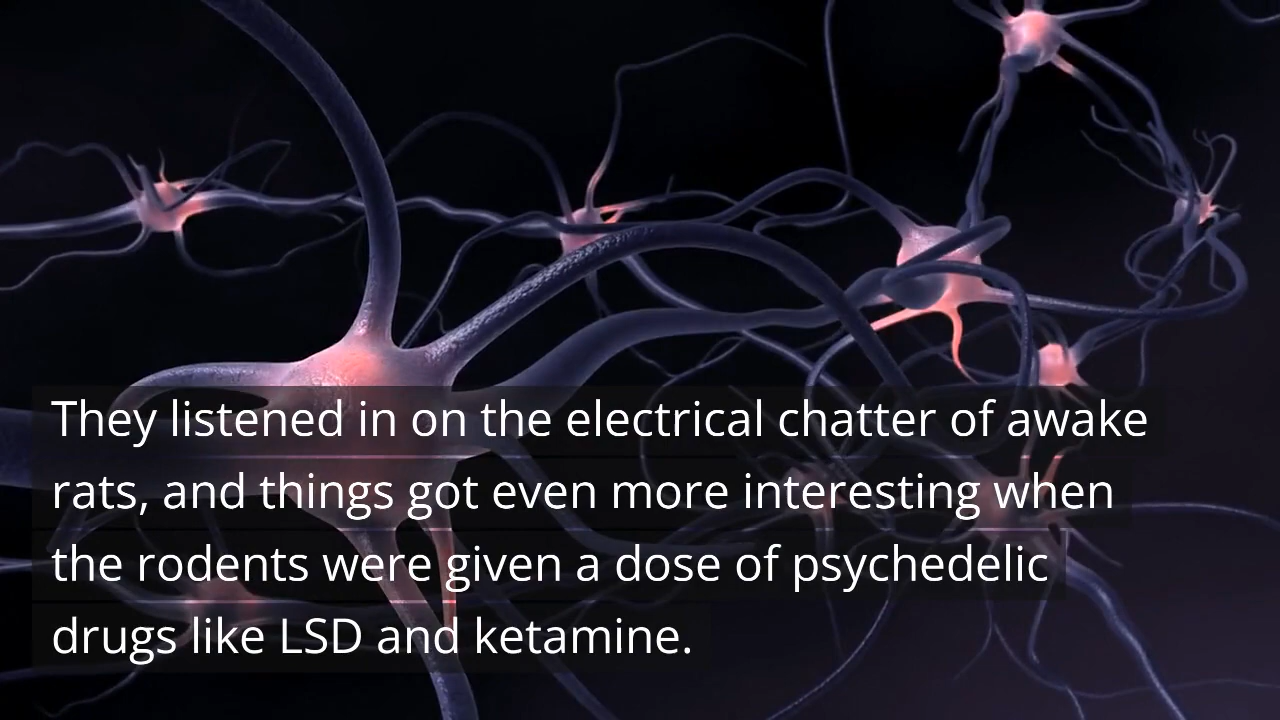 They listened in on the electrical chatter of awake
rats, and things got even more interesting when
the rodents were given a dose of psychedelic
drugs like LSD and ketamine.